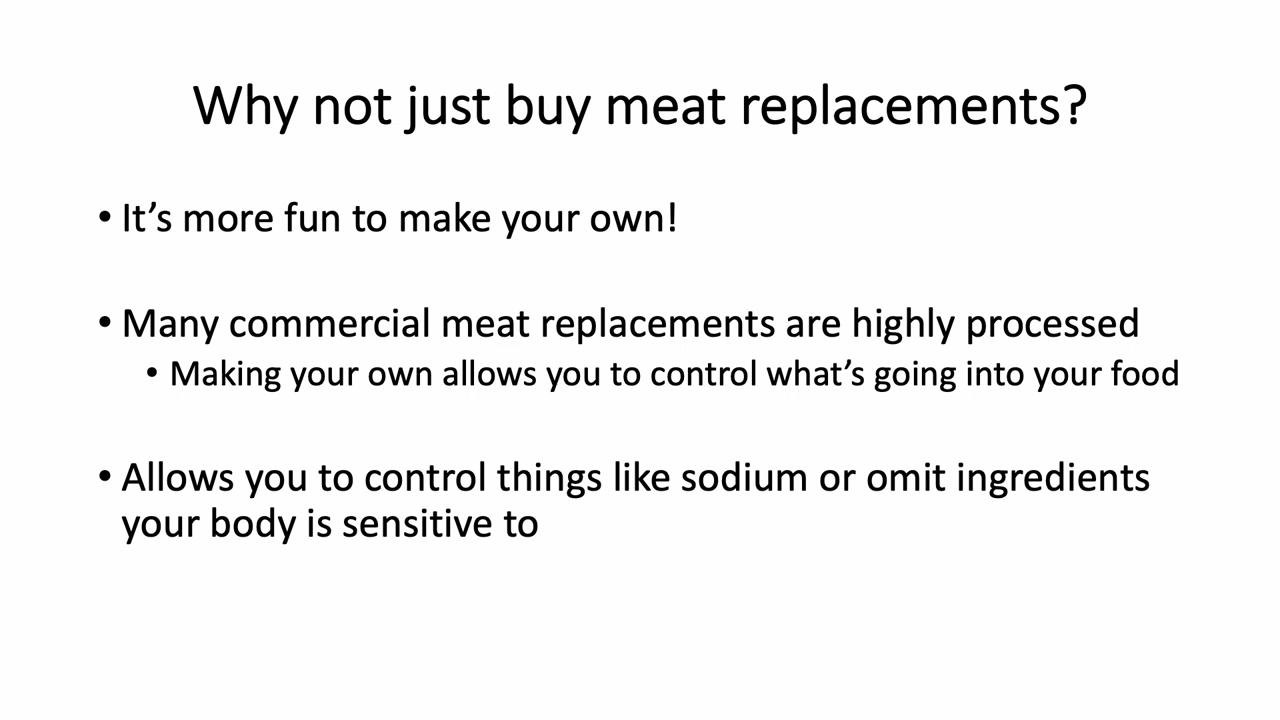 Why not just buy meat replacements?
• It’s more fun to make your own!
• Many commercial meat replacements are highly processed
• Making your own allows you to control what’s going into your food
• Allows you to control things like sodium or omit ingredients
your body is sensitive to